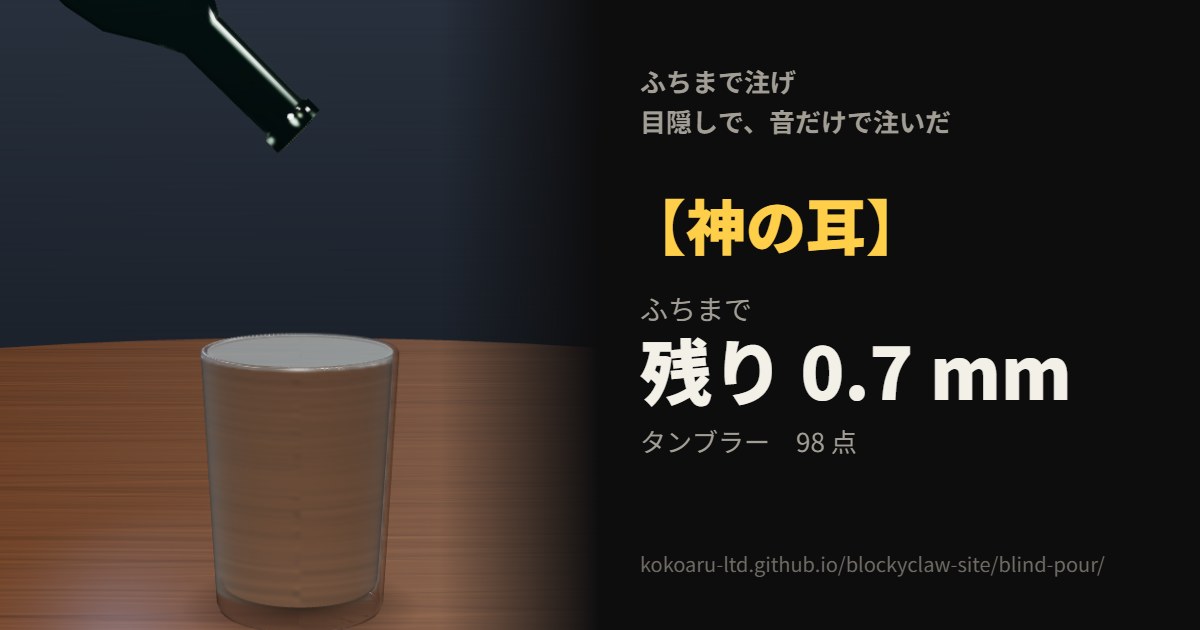 ふちまで注げ
目隠しで、音だけで注いだ
【神の耳】
ふちまで
残り 0.7 mm
タンブラー　98 点
kokoaru-ltd.github.io/blockyclaw-site/blind-pour/